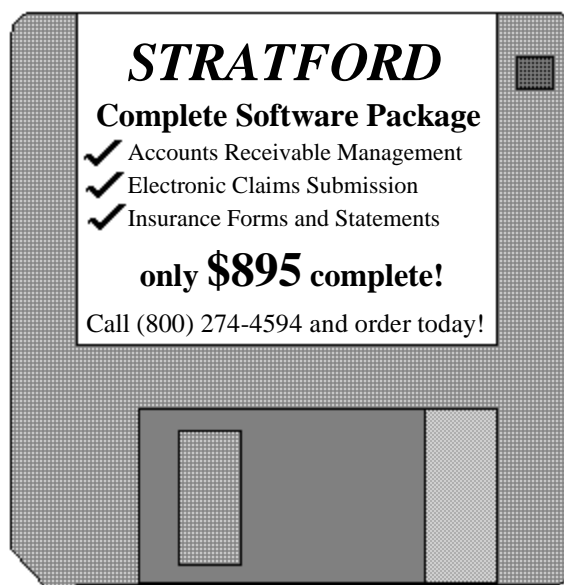 STRATFORD
Complete Software Package
Accounts Receivable Management
Electronic Claims Submission
Insurance Forms and Statements
only $895 complete!
Call (800) 274-4594 and order today!